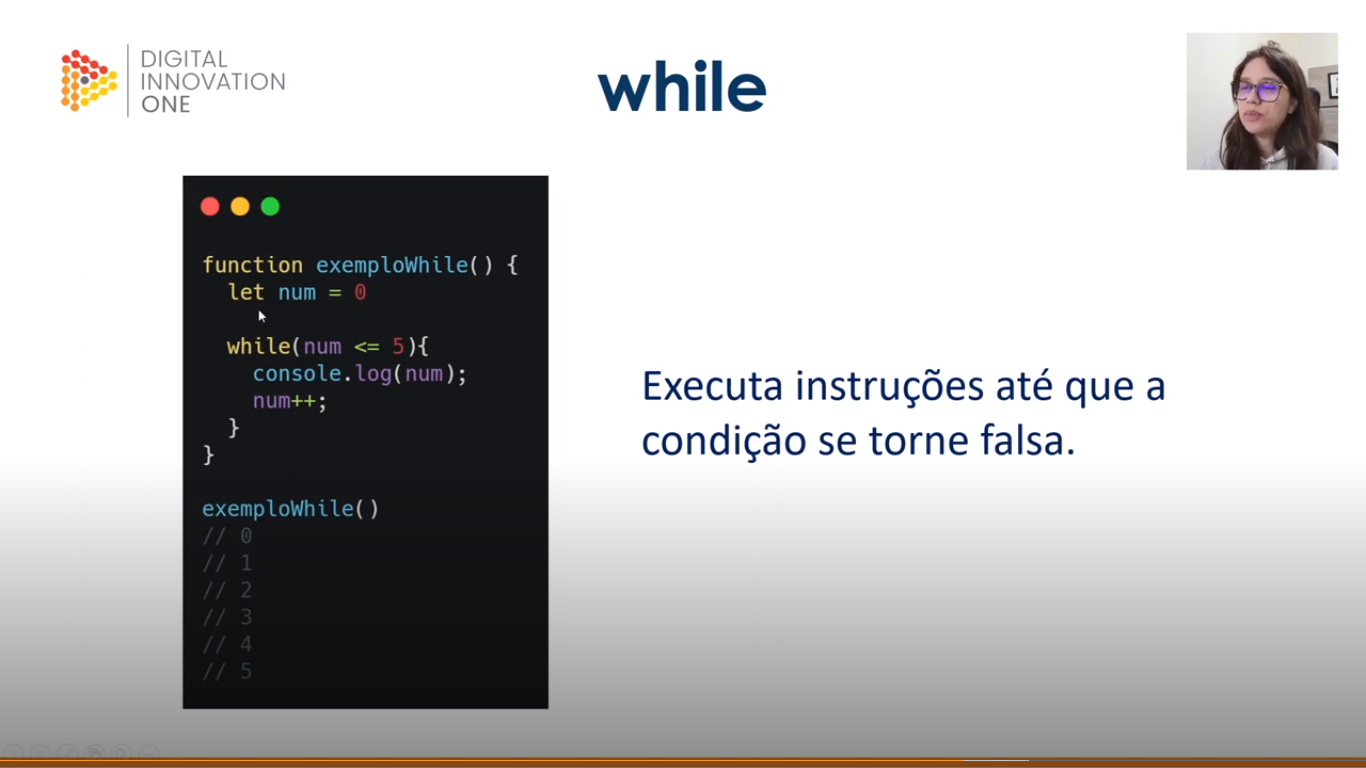 DIGITAL
INNOVATION
ONE
while
function exemploWhile() {
let num = 0
while(num <= 5){
console.log(num);
num++;
}
}
exemploWhile()
// 0
// 1
// 2
// 3
// 4
// 5
Executa instruções até que a
condição se torne falsa.